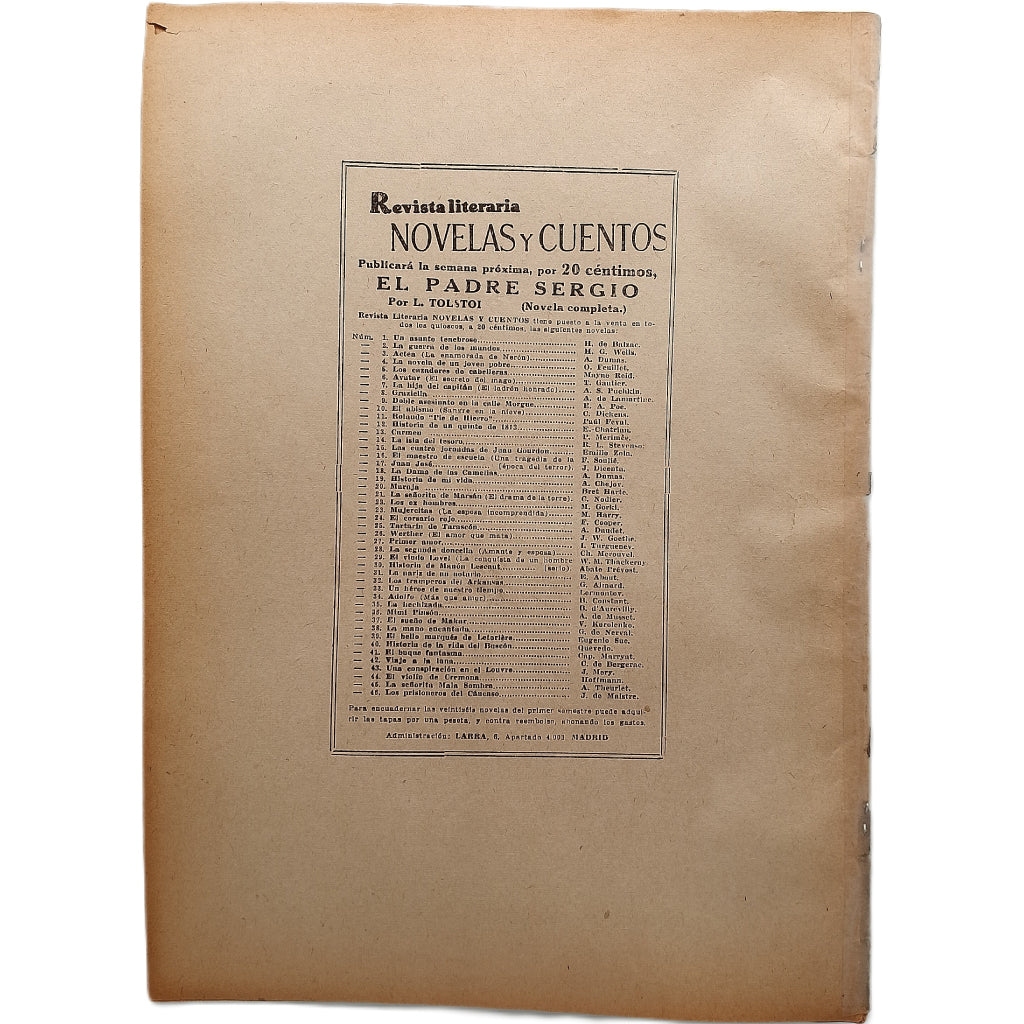 Revista literaria
NOVELAS Y CUENTOS
Publicará la semana próxima, por 20 céntimos,
EL PADRE SERGIO
Por L. TOLSTOI (Novela completa.)
Revista Literaria NOVELAS Y CUENTOS tiene puesto a la venta en to-
dos los quioscos, a 20 céntimos, las siguientes novelas:
Núm. 1. Un asunto tenebroso. H. de Balzac.
— 2. La guerra de los mundos. H. G. Wells.
— 3. Actea (La enamorada de Nerón). A. Dumas.
— 4. La novela de un joven pobre. O. Feuillet.
— 5. Los cazadores de cabelleras. Mayne Reid.
— 6. Avatar (El secreto del mago). T. Gautier.
— 7. La hija del capitán (El ladrón honrado). A. S. Puchkin.
— 8. Graziella. A. de Lamartine.
— 9. Doble asesinato en la calle Morgue. E. A. Poe.
— 10. El abismo (Sangre en la nieve). C. Dickens.
— 11. Rolando "Pie de Hierro". Paúl Feval.
— 12. Historia de un quinto de 1813. E.-Chatrian.
— 13. Carmen P. Merimée.
— 14. La isla del tesoro. R. L. Stevenson.
— 15. Las cuatro jornadas de Juan Gourdon. Emilio Zola.
— 16. El maestro de escuela (Una tragedia de la F. Soulié.
— 17. Juan José. (época del terror). J. Dicenta.
— 18. La Dama de las Camelias. A. Dumas.
— 19. Historia de mi vida. A. Chejov.
— 20. Maruja Bret Harte.
— 21. La señorita de Marsán (El drama de la torre). C. Nodier.
— 22. Los ex hombres. M. Gorki.
— 23. Mujercitas (La esposa incomprendida). M. Harry.
— 24. El corsario rojo. F. Cooper.
— 25. Tartarín de Tarascón. A. Daudet.
— 26. Werther (El amor que mata). J. W. Goethe.
— 27. Primer amor. I. Turguenev.
— 28. La segunda doncella (Amante y esposa). Ch. Merouvel.
— 29. El viudo Lovel (La conquista de un hombre W. M. Thackeray.
— 30. Historia de Manón Lescaut. (serio). Abate Prévost.
— 31. La nariz de un notario. E. About.
— 32. Los tramperos del Arkansas. G. Aimard.
— 33. Un héroe de nuestro tiempo. Lermontov.
— 34. Adolfo (Más que amor). B. Constant.
— 35. La hechizada. B. d'Aurevilly.
— 36. Mimí Pinsón. A. de Musset.
— 37. El sueño de Makar. V. Korolenko.
— 38. La mano encantada. G. de Nerval.
— 39. El bello marqués de Letorière. Eugenio Sue.
— 40. Historia de la vida del Buscón. Quevedo.
— 41. El buque fantasma. Cap. Marryat.
— 42. Viaje a la luna. C. de Bergerac.
— 43. Una conspiración en el Louvre. J. Mery.
— 44. El violín de Cremona. Hoffmann.
— 45. La señorita Mala Sombra. A. Theuriet.
— 46. Los prisioneros del Cáucaso. J. de Maistre.
Para encuadernar las veintiséis novelas del primer semestre puede adqui-
rir las tapas por una peseta, y contra reembolso, abonando los gastos.
Administración: LARRA, 6, Apartado 4.003. MADRID